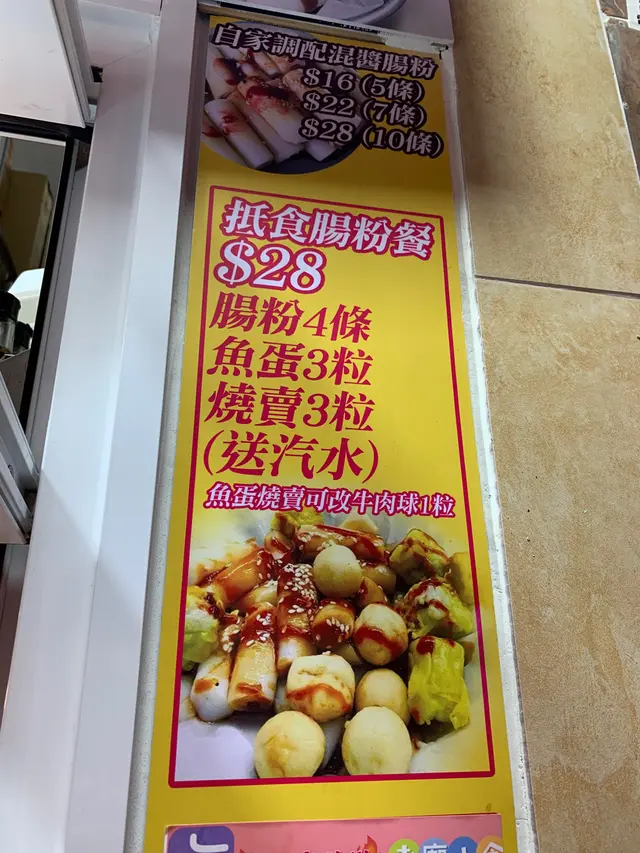 自家調配混醬腸粉
$16(5條)
$22(7條)
$28(10條)
抵食腸粉餐
$28
腸粉4條
魚蛋3粒
燒賣3粒
(送汽水)
魚蛋燒賣可改牛肉球1粒